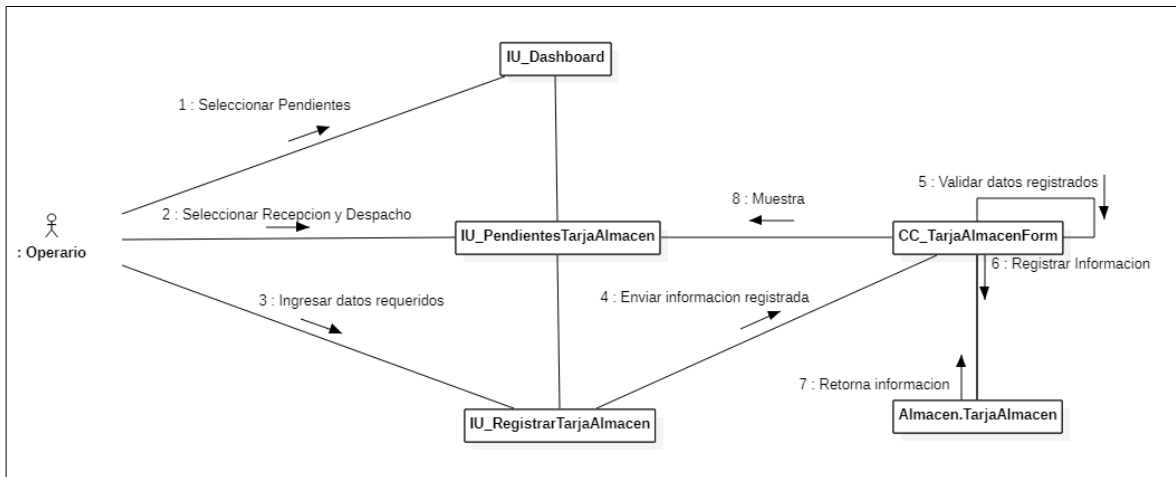 IU_Dashboard
1 : Seleccionar Pendientes
5 : Validar datos registrados
8 : Muestra
2 : Seleccionar Recepcion y Despacho
: Operario
IU_PendientesTarjaAlmacen
CC_TarjaAlmacenForm
6 : Registrar Informacion
3 : Ingresar datos requeridos
4 : Enviar informacion registrada
7 : Retorna informacion
IU_RegistrarTarjaAlmacen
Almacen.TarjaAlmacen